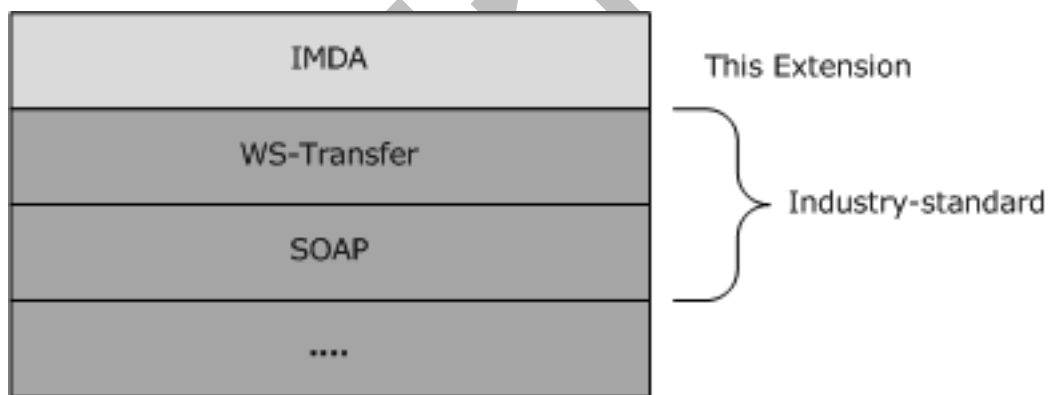 IMDA
This Extension
WS-Transfer
Industry-standard
SOAP
....